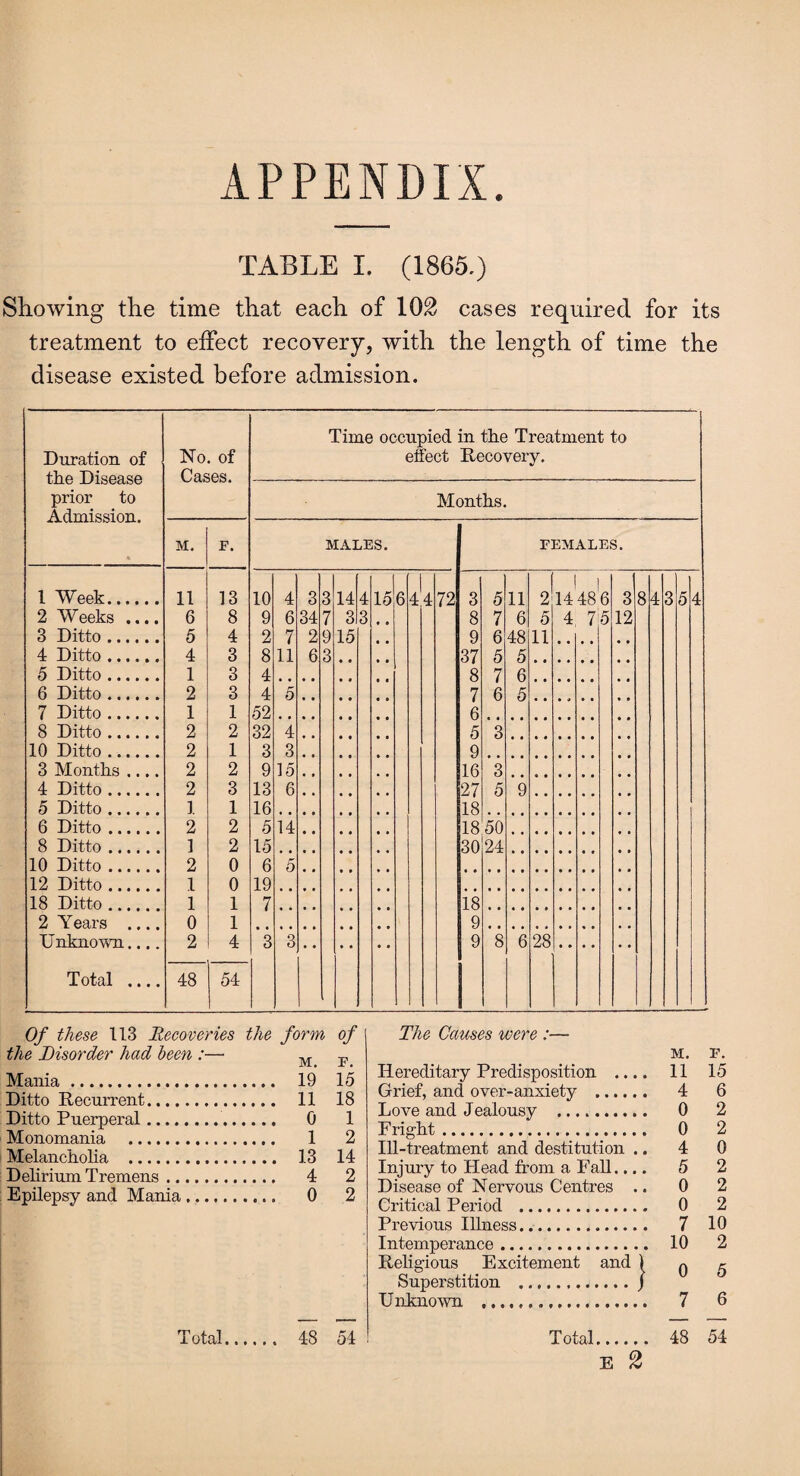 APPENDIX.
TABLE I. (1865.)
Showing the time that each of 102 cases required for its
treatment to effect recovery, with the length of time the
disease existed before admission.
Duration of the Disease prior to Admission. | No. of Cases. | Time occupied in the Treatment to effect Recovery.
Months.
M. | F. | MALES. | FEMALES.
1 Week...... 11 13 | 10 4 3 3 14 4 15 6 4 4 72 | 3 5 11 2 14 48 6 3 8 4 3 5 4
2 Weeks .... 6 8 | 9 6 34 7 3 3 .. | 8 7 6 5 4 7 5 12
3 Ditto...... 5 4 | 2 7 2 9 15 .. | 9 6 48 11 .. .. ..
4 Ditto...... 4 3 | 8 11 6 3 .. .. | 37 5 5 .. .. .. ..
5 Ditto...... 1 3 | 4 .. .. .. .. | 8 7 6 .. .. .. ..
6 Ditto...... 2 3 | 4 5 .. .. .. | 7 6 5 .. .. .. ..
7 Ditto...... 1 1 | 52 .. .. .. .. | 6 .. .. .. .. .. ..
8 Ditto...... 2 2 | 32 4 .. .. .. | 5 3 .. .. .. .. ..
10 Ditto...... 2 1 | 3 3 .. .. .. | 9 .. .. .. .. .. ..
3 Months .... 2 2 | 9 15 .. .. .. | 16 3 .. .. .. .. ..
4 Ditto...... 2 3 | 13 6 .. .. .. | 27 5 9 .. .. .. ..
5 Ditto...... 1 1 | 16 .. .. .. .. | 18 .. .. .. .. .. ..
6 Ditto...... 2 2 | 5 14 .. .. .. | 18 50 .. .. .. .. ..
8 Ditto...... 1 2 | 15 .. .. .. .. | 30 24 .. .. .. .. ..
10 Ditto...... 2 0 | 6 5 .. .. .. | .. .. .. .. .. .. ..
12 Ditto...... 1 0 | 19 .. .. .. .. | .. .. .. .. .. .. ..
18 Ditto...... 1 1 | 7 .. .. .. .. | 18 .. .. .. .. .. ..
2 Years .... 0 1 | .. .. .. .. .. | 9 .. .. .. .. .. ..
Unknown.... 2 4 | 3 3 .. .. .. | 9 8 6 28 .. .. ..
Total .... 48 54
Of these 113 Recoveries the form of
the Disorder had been :—
M. F.
Mania ...................... 19 15
Ditto Recurrent.............. 11 18
Ditto Puerperal.............. 0 1
Monomania ................ 1 2
Melancholia ................ 13 14
Delirium Tremens............ 4 2
Epilepsy and Mania.......... 0 2
Total...... 48 54
The Causes were :—
M. F.
Hereditary Predisposition .... 11 15
Grief, and over-anxiety ...... 4 6
Love and Jealousy .......... 0 2
Fright...................... 0 2
Ill-treatment and destitution .. 4 0
Injury to Head from a Fall.... 5 2
Disease of Nervous Centres .. 0 2
Critical Period .............. 0 2
Previous Illness.............. 7 10
Intemperance................ 10 2
Religious Excitement and }
Superstition ............ } 0 5
Unknown .................. 7 6
Total...... 48 54
E 2